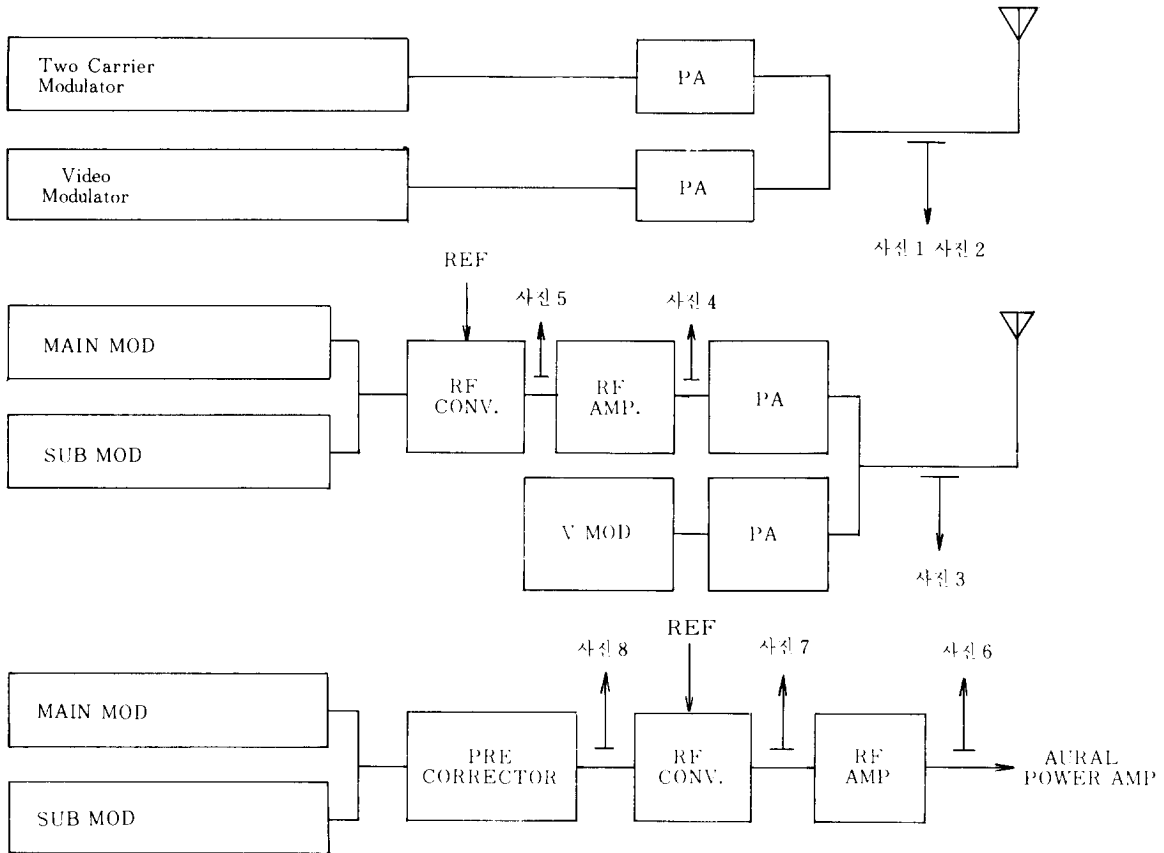 Two Carrier
Modulator
PA
Video
Modulator
PA
사진 1 사진 2
REF
사진 5
사진 4
MAIN MOD
RF
CONV.
RF
AMP.
PA
SUB MOD
V MOD
PA
사진 3
REF
사진 8
사진 7
사진 6
MAIN MOD
PRE
CORRECTOR
RF
CONV.
RF
AMP
AURAL
POWER AMP
SUB MOD